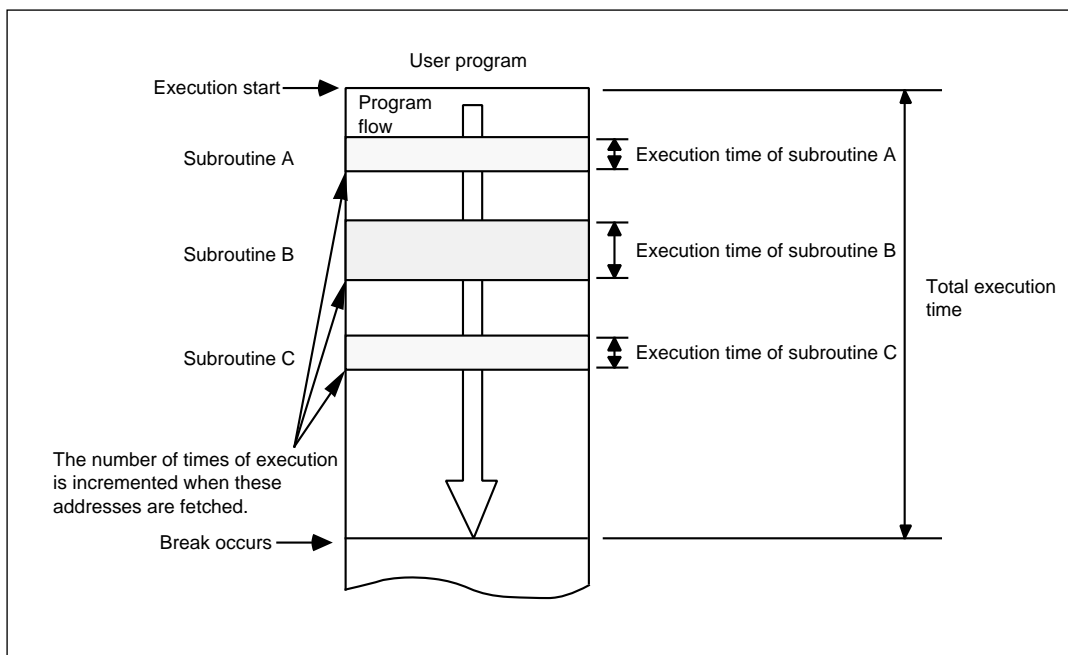 User program
Execution start
Program
flow
Subroutine A
Execution time of subroutine A
Subroutine B
Execution time of subroutine B
Total execution
time
Subroutine C
Execution time of subroutine C
The number of times of execution
is incremented when these
addresses are fetched.
Break occurs